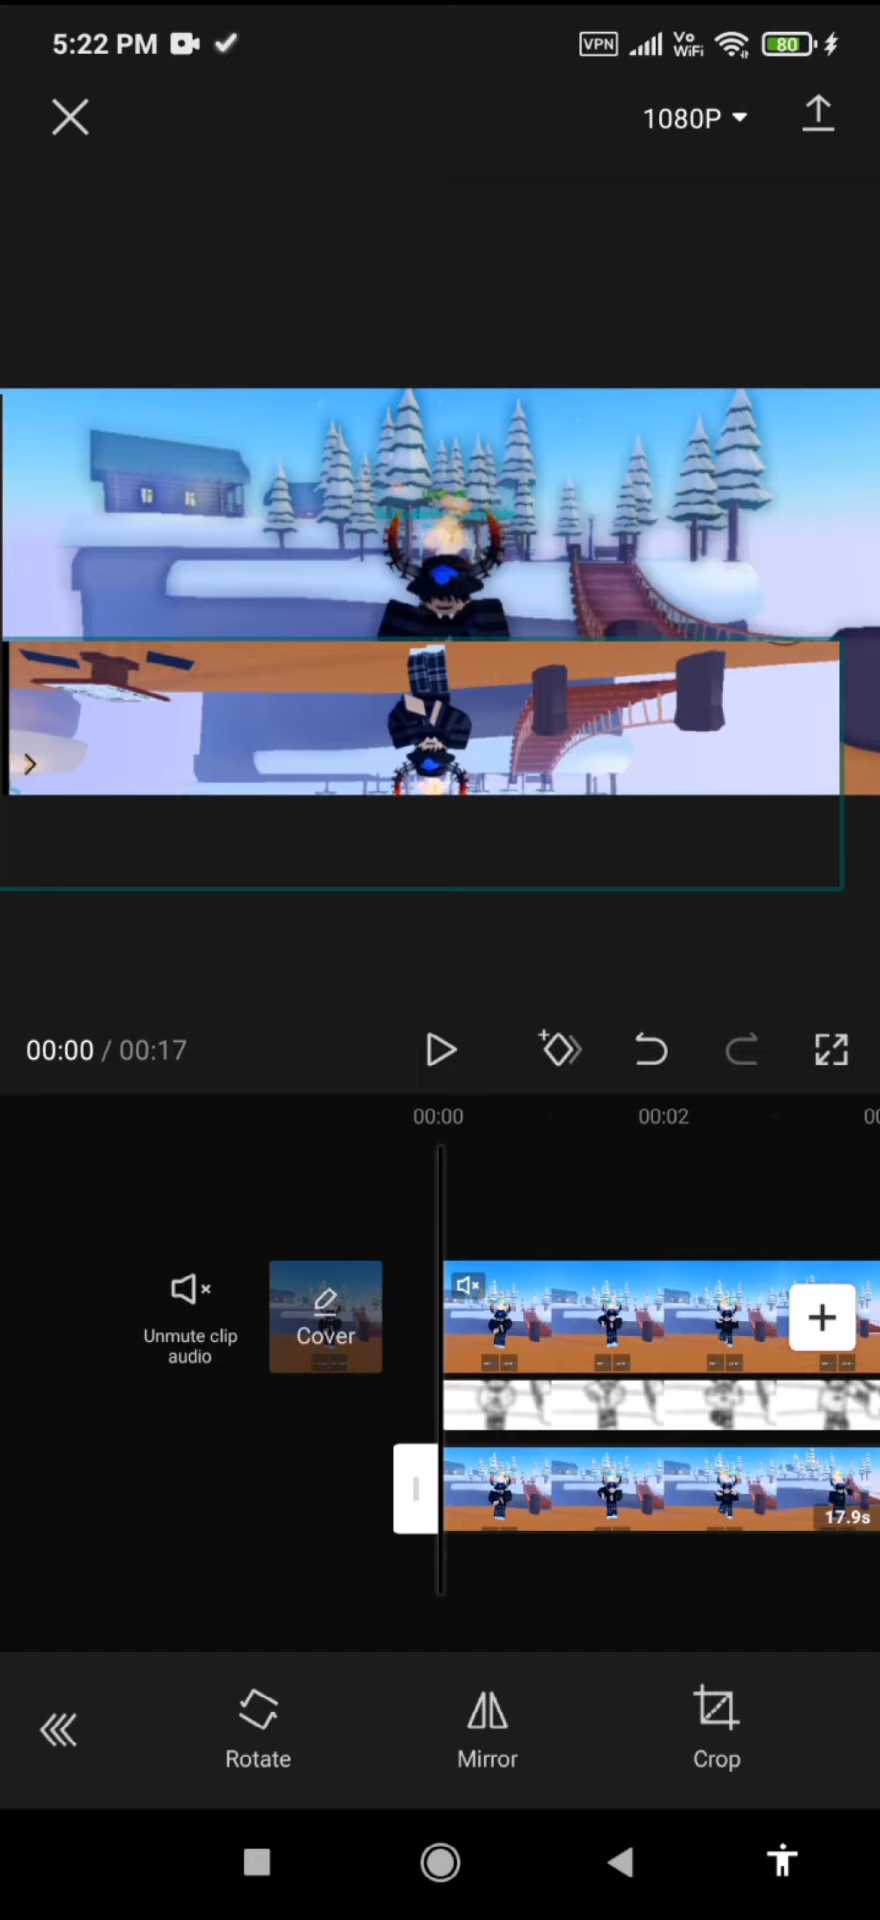 5:22 PM
VPN
Vo
WiFi
80
1080P
00:00 / 00:17
00:00
00:02
Unmute clip
audio
Cover
17.9s
Rotate
Mirror
Crop